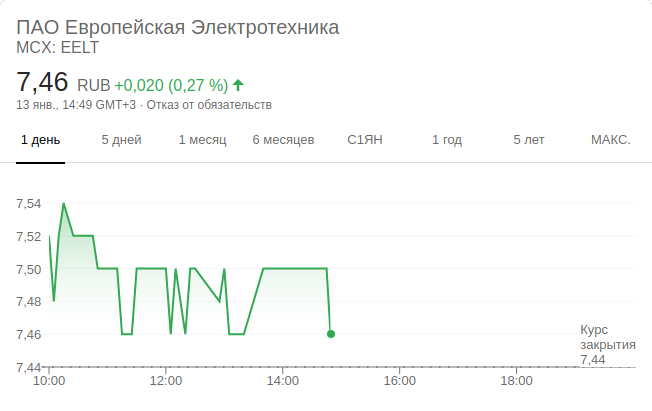 ПАО Европейская Электротехника
MCX: EELT
7,46 RUB +0,020 (0,27 %)
13 янв., 14:49 GMT+3 · Отказ от обязательств
1 день 5 дней 1 месяц 6 месяцев С1ЯН 1 год 5 лет МАКС.
7,54
7,52
7,50
7,48
7,46
7,44
Курс
закрытия
7,44
10:00 12:00 14:00 16:00 18:00